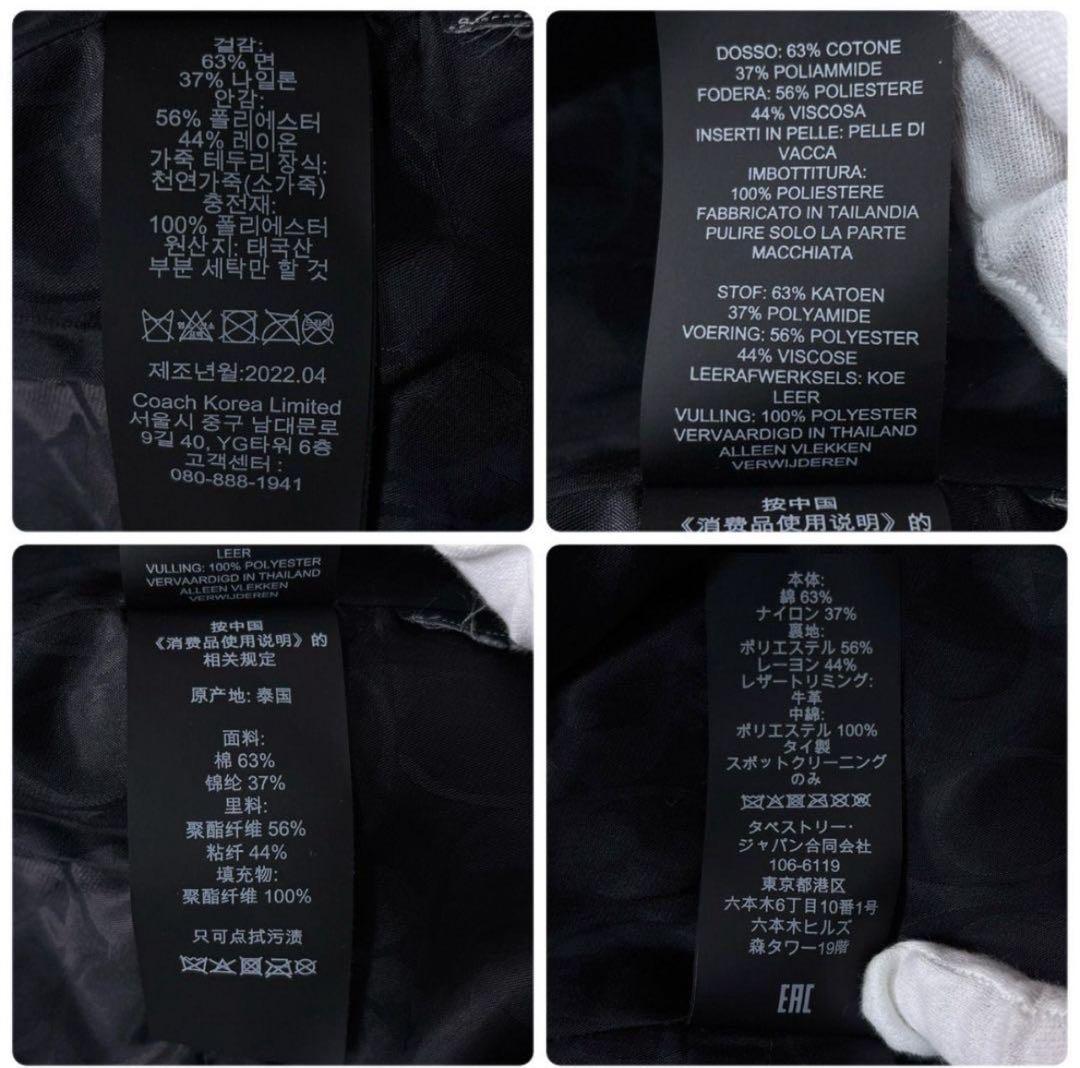 걸감:
63% 면
37% 나일론
안감:
56% 폴리에스터
44% 레이온
가죽 테두리 장식:
천연가죽(소가죽)
충전재:
100% 폴리에스터
원산지: 태국산
부분 세탁만 할 것
제조년월:2022.04
Coach Korea Limited
서울시 중구 남대문로
9길 40, YG타워 6층
고객센터 :
080-888-1941
DOSSO: 63% COTONE
37% POLIAMMIDE
FODERA: 56% POLIESTERE
44% VISCOSA
INSERTI IN PELLE: PELLE DI
VACCA
IMBOTTITURA:
100% POLIESTERE
FABBRICATO IN TAILANDIA
PULIRE SOLO LA PARTE
MACCHIATA
STOF: 63% KATOEN
37% POLYAMIDE
VOERING: 56% POLYESTER
44% VISCOSE
LEERAFWERKSELS: KOE
LEER
VULLING: 100% POLYESTER
VERVAARDIGD IN THAILAND
ALLEEN VLEKKEN
VERWIJDEREN
按中国
《消费品使用说明》的
LEER
VULLING: 100% POLYESTER
VERVAARDIGD IN THAILAND
ALLEEN VLEKKEN
VERWIJDEREN
按中国
《消费品使用说明》的
相关规定
原产地: 泰国
面料:
棉 63%
锦纶 37%
里料:
聚酯纤维 56%
粘纤 44%
填充物:
聚酯纤维 100%
只可点拭污渍
本体:
綿 63%
ナイロン 37%
裏地:
ポリエステル 56%
レーヨン 44%
レザートリミング:
牛革
中綿:
ポリエステル 100%
タイ製
スポットクリーニング
のみ
タペストリー・
ジャパン合同会社
106-6119
東京都港区
六本木6丁目10番1号
六本木ヒルズ
森タワー19階
EAC